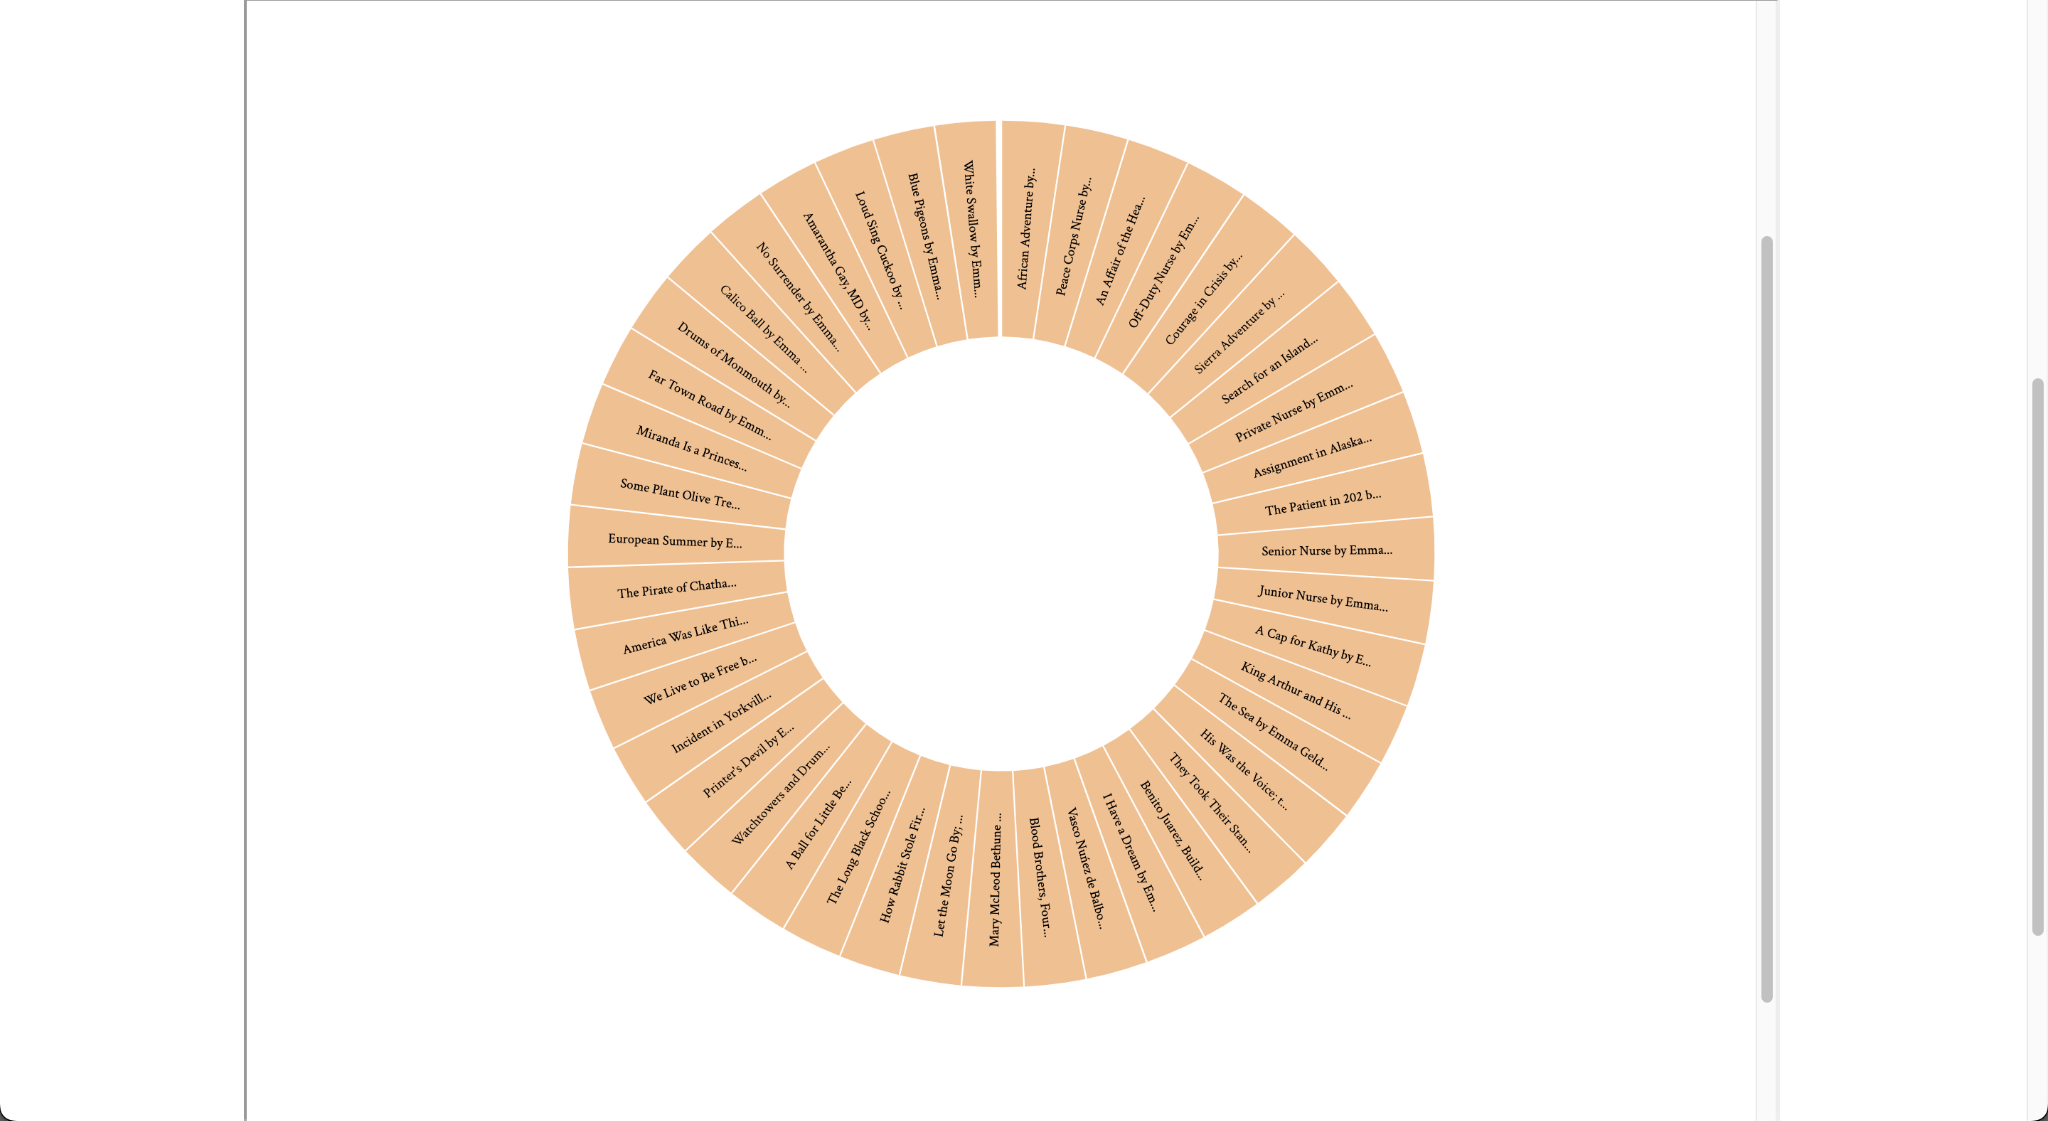 African Adventure by...
Peace Corps Nurse by...
An Affair of the Hea...
Off-Duty Nurse by Em...
Courage in Crisis by...
Sierra Adventure by ...
Search for an Island...
Private Nurse by Emm...
Assignment in Alaska...
The Patient in 202 b...
Senior Nurse by Emma...
Junior Nurse by Emma...
A Cap for Kathy by E...
King Arthur and His ...
The Sea by Emma Geld...
His Was the Voice; t...
They Took Their Stan...
Benito Juarez, Build...
I Have a Dream by Em...
Vasco Nuñez de Balbo...
Blood Brothers, Four...
Mary McLeod Bethune ...
Let the Moon Go By; ...
How Rabbit Stole Fir...
The Long Black Schoo...
A Ball for Little Be...
Watchtowers and Drum...
Printer's Devil by E...
Incident in Yorkvill...
We Live to Be Free b...
America Was Like Thi...
The Pirate of Chatha...
European Summer by E...
Some Plant Olive Tre...
Miranda Is a Princes...
Far Town Road by Emm...
Drums of Monmouth by...
Calico Ball by Emma ...
No Surrender by Emma...
Amarantha Gay, MD by...
Loud Sing Cuckoo by ...
Blue Pigeons by Emma...
White Swallow by Emm...